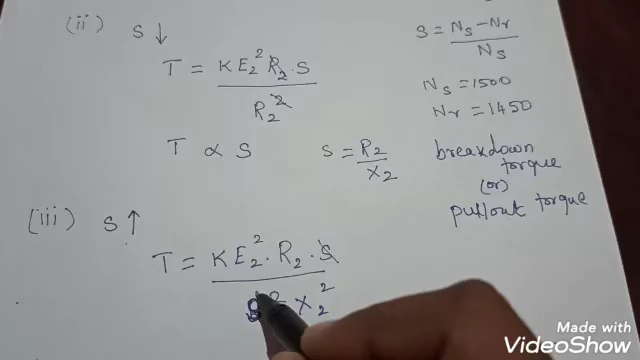 (ii) S ↓
T = KE₂² R₂ · S / R₂²
T ∝ S
S = R₂ / X₂
(iii) S ↑
T = KE₂² · R₂ · S / S² X₂²
S = Ns - Nr / Ns
Ns = 1500
Nr = 1450
breakdown
torque
(or)
pullout torque
Made with
VideoShow